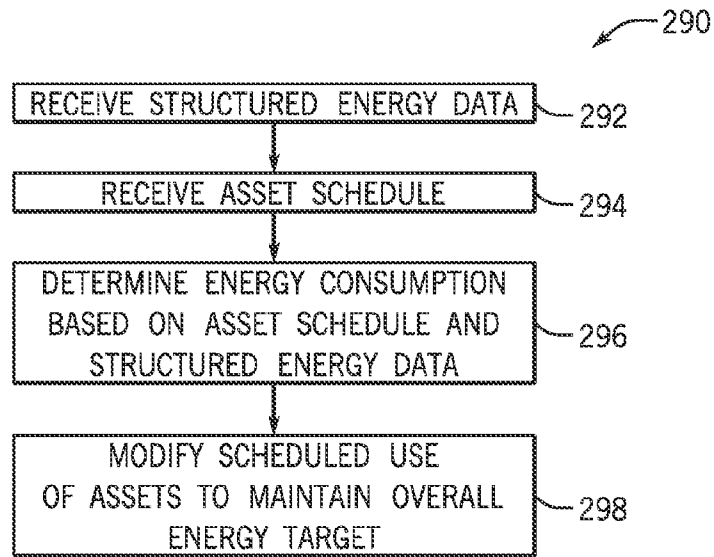 290
RECEIVE STRUCTURED ENERGY DATA
292
RECEIVE ASSET SCHEDULE
294
DETERMINE ENERGY CONSUMPTION
BASED ON ASSET SCHEDULE AND
STRUCTURED ENERGY DATA
296
MODIFY SCHEDULED USE
OF ASSETS TO MAINTAIN OVERALL
ENERGY TARGET
298